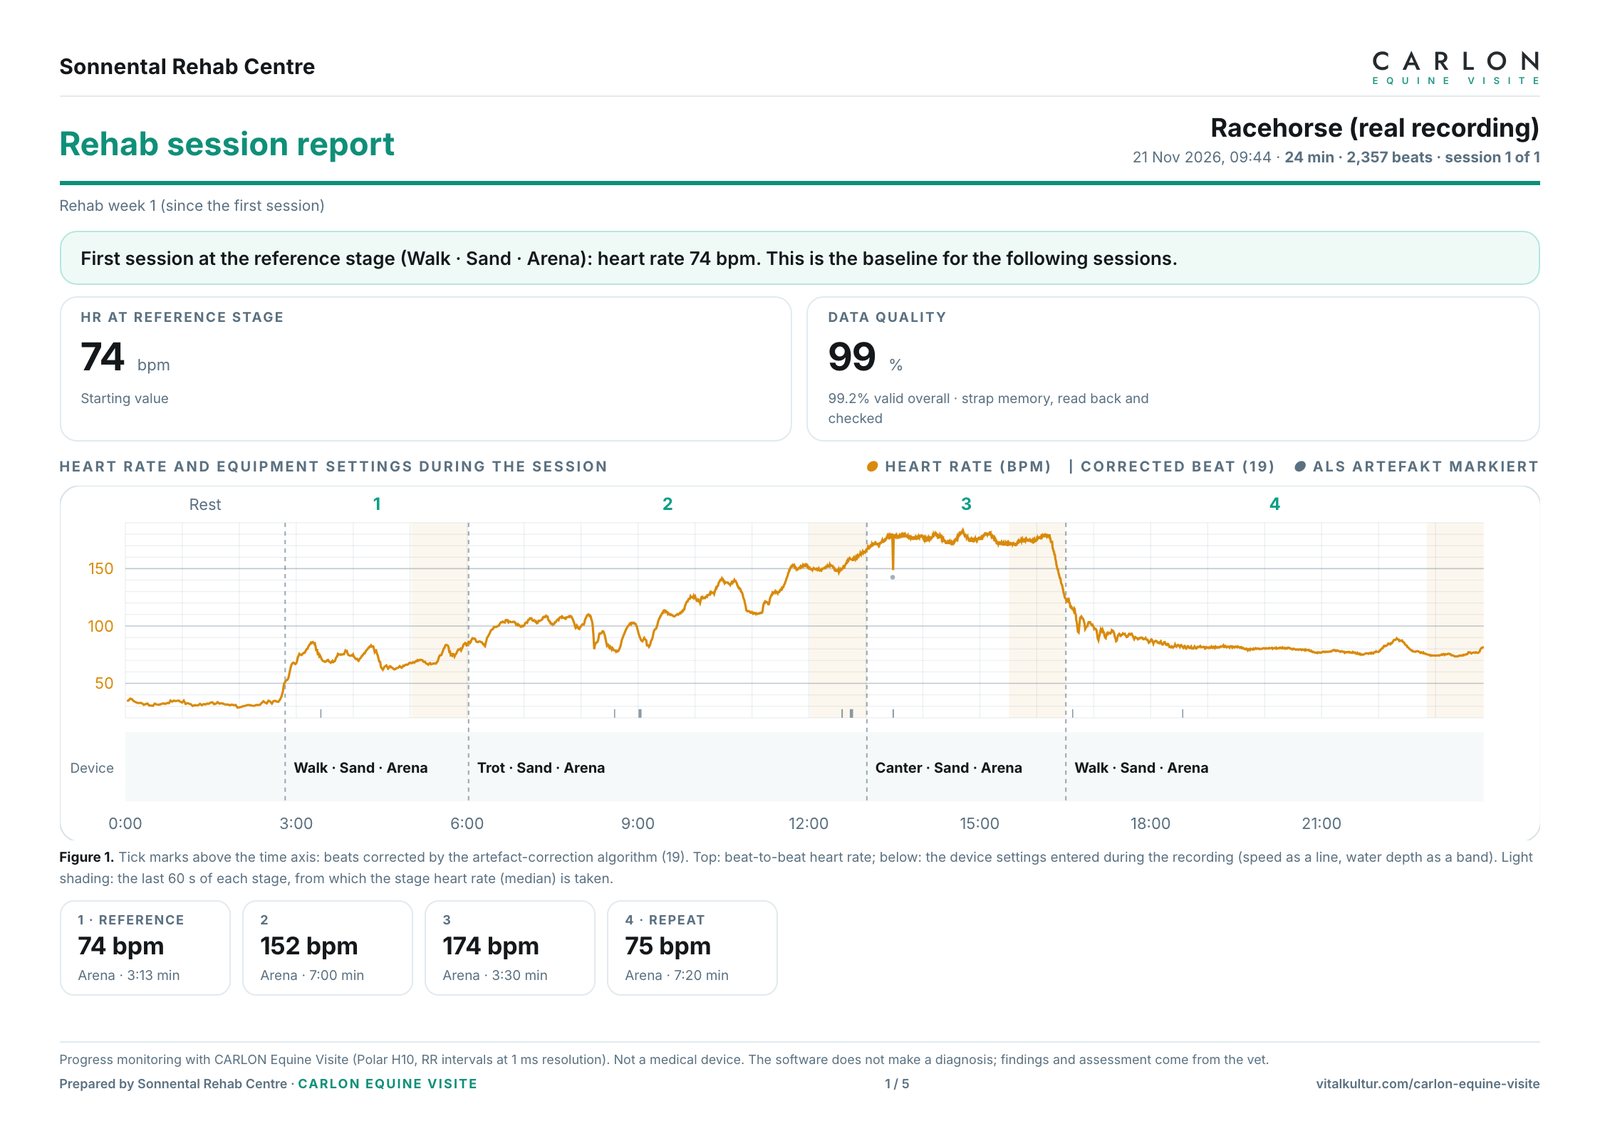 Sonnental Rehab Centre
CARLON
EQUINE VISITE
Rehab session report
Racehorse (real recording)
21 Nov 2026, 09:44 · 24 min · 2,357 beats · session 1 of 1
Rehab week 1 (since the first session)
First session at the reference stage (Walk · Sand · Arena): heart rate 74 bpm. This is the baseline for the following sessions.
HR AT REFERENCE STAGE
74 bpm
Starting value
DATA QUALITY
99 %
99.2% valid overall · strap memory, read back and
checked
HEART RATE AND EQUIPMENT SETTINGS DURING THE SESSION
HEART RATE (BPM) | CORRECTED BEAT (19) ALS ARTEFAKT MARKIERT
Rest 1 2 3 4
150
100
50
Device Walk · Sand · Arena Trot · Sand · Arena Canter · Sand · Arena Walk · Sand · Arena
0:00 3:00 6:00 9:00 12:00 15:00 18:00 21:00
Figure 1. Tick marks above the time axis: beats corrected by the artefact-correction algorithm (19). Top: beat-to-beat heart rate; below: the device settings entered during the recording (speed as a line, water depth as a band). Light
shading: the last 60 s of each stage, from which the stage heart rate (median) is taken.
1 · REFERENCE
74 bpm
Arena · 3:13 min
2
152 bpm
Arena · 7:00 min
3
174 bpm
Arena · 3:30 min
4 · REPEAT
75 bpm
Arena · 7:20 min
Progress monitoring with CARLON Equine Visite (Polar H10, RR intervals at 1 ms resolution). Not a medical device. The software does not make a diagnosis; findings and assessment come from the vet.
Prepared by Sonnental Rehab Centre · CARLON EQUINE VISITE
1 / 5
vitalkultur.com/carlon-equine-visite